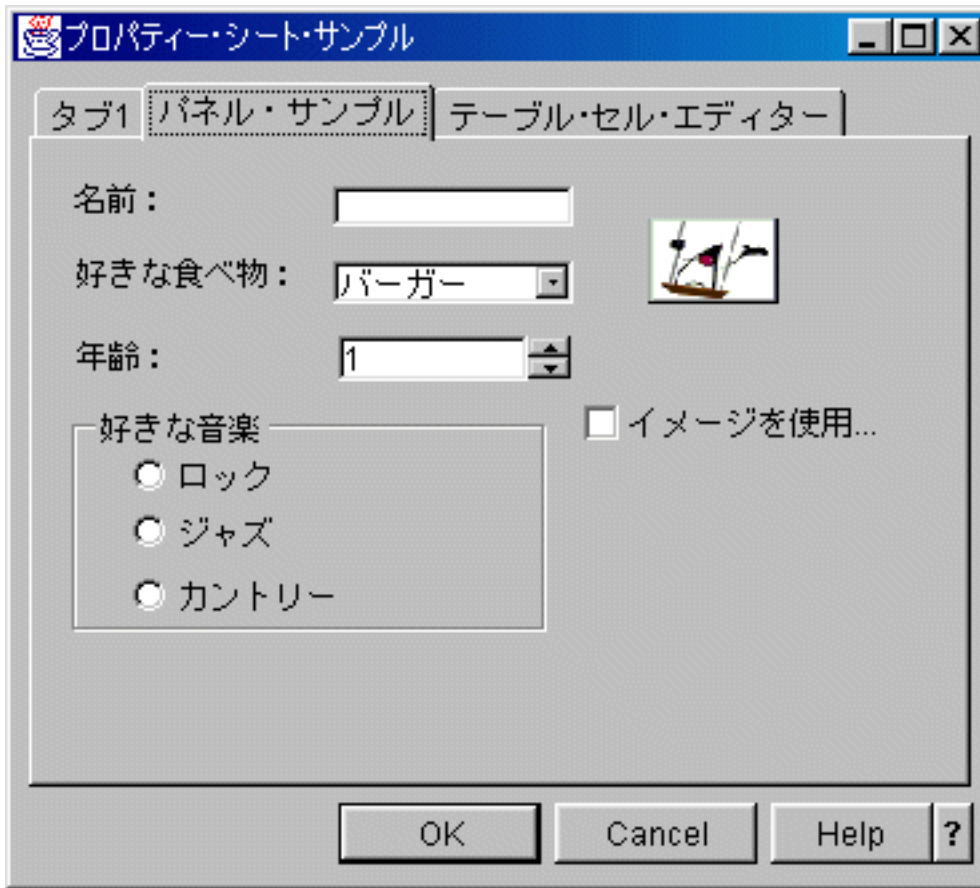 プロパティー・シート・サンプル
タブ1 パネル・サンプル テーブル・セル・エディター
名前：
好きな食べ物： バーガー
年齢： 1
好きな音楽 イメージを使用...
ロック
ジャズ
カントリー
OK Cancel Help ?